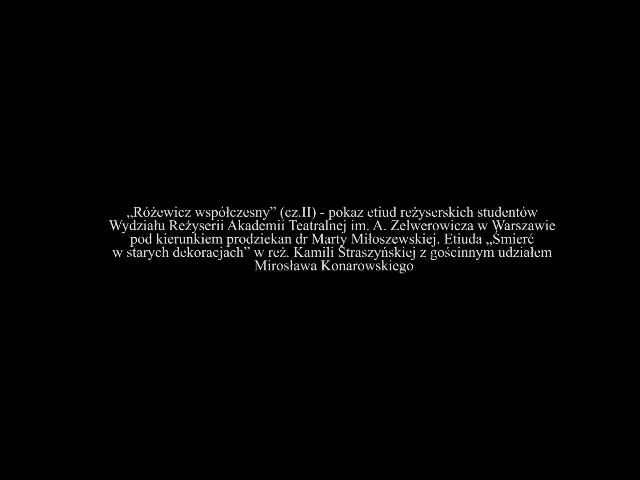 „Różewicz współczesny” (cz.II) - pokaz etiud reżyserskich studentów
Wydziału Reżyserii Akademii Teatralnej im. A. Zelwerowicza w Warszawie
pod kierunkiem prodziekan dr Marty Miłoszewskiej. Etiuda „Śmierć
w starych dekoracjach” w reż. Kamili Straszyńskiej z gościnnym udziałem
Mirosława Konarowskiego